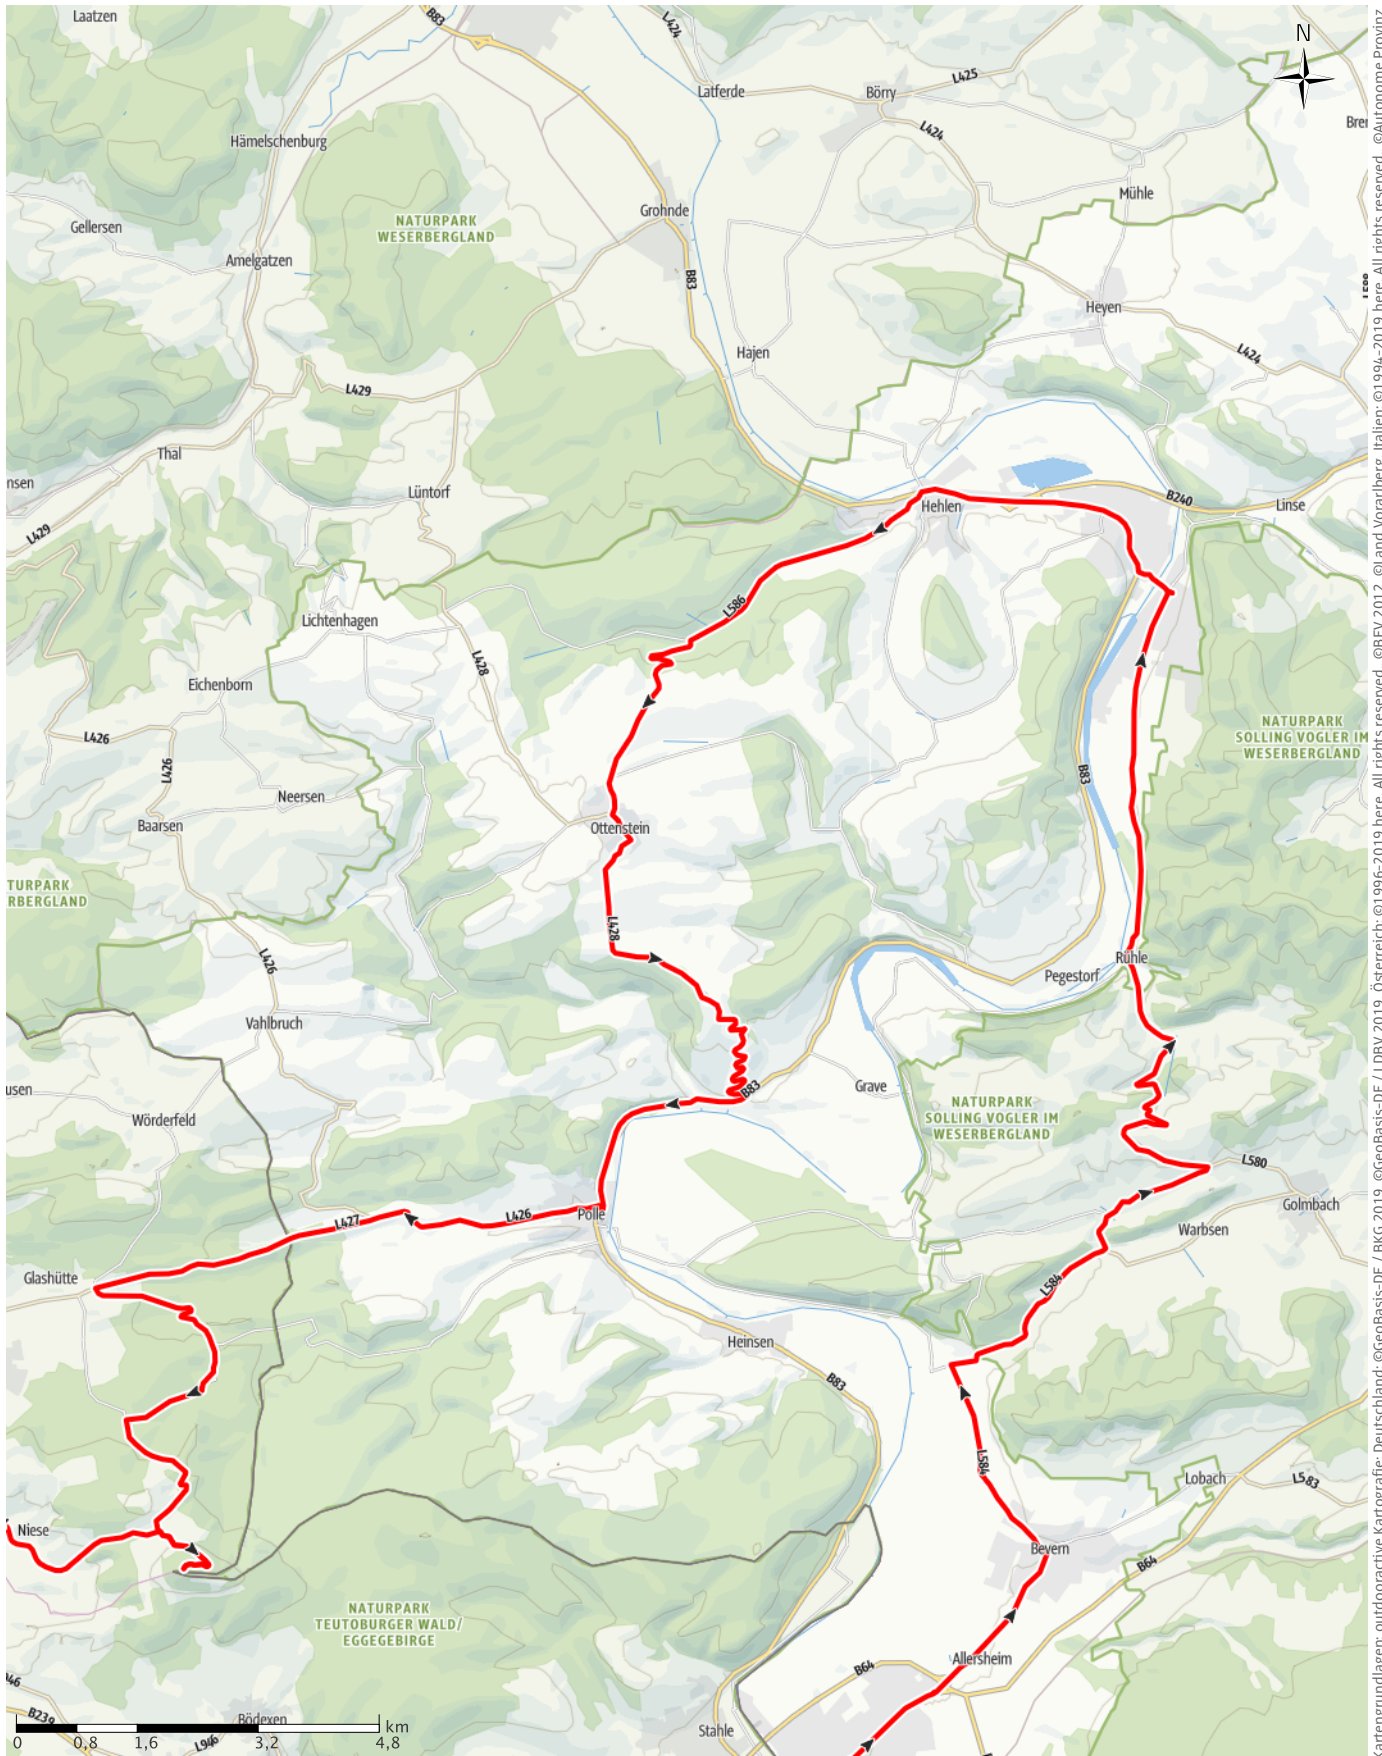 Laatzen
B83
L424
N
Latferde
Börry
L425
L424
Hämelschenburg
Mühle
Gellersen
NATURPARK
WESERBERGLAND
Grohnde
Amelgatzen
B83
Heyen
Hajen
L424
L429
Thal
Lüntorf
B240
Hehlen
Linse
L429
L586
Lichtenhagen
L428
Eichenborn
NATURPARK
SOLLING VOGLER IM
WESERBERGLAND
L426
L426
B83
Neersen
Baarsen
Ottenstein
TURPARK
RBERGLAND
L428
L426
Rühle
Pegestorf
Vahlbruch
Grave
B83
NATURPARK
SOLLING VOGLER IM
WESERBERGLAND
usen
Wörderfeld
L580
Golmbach
Polle
L426
L427
Warbsen
Glashütte
L584
Heinsen
B83
L584
Lobach
L583
Niese
Bevern
B64
NATURPARK
TEUTOBURGER WALD/
EGGEGEBIRGE
Allersheim
B64
B239
Bödexen
Stahle
L946
km
0
0,8
1,6
3,2
4,8